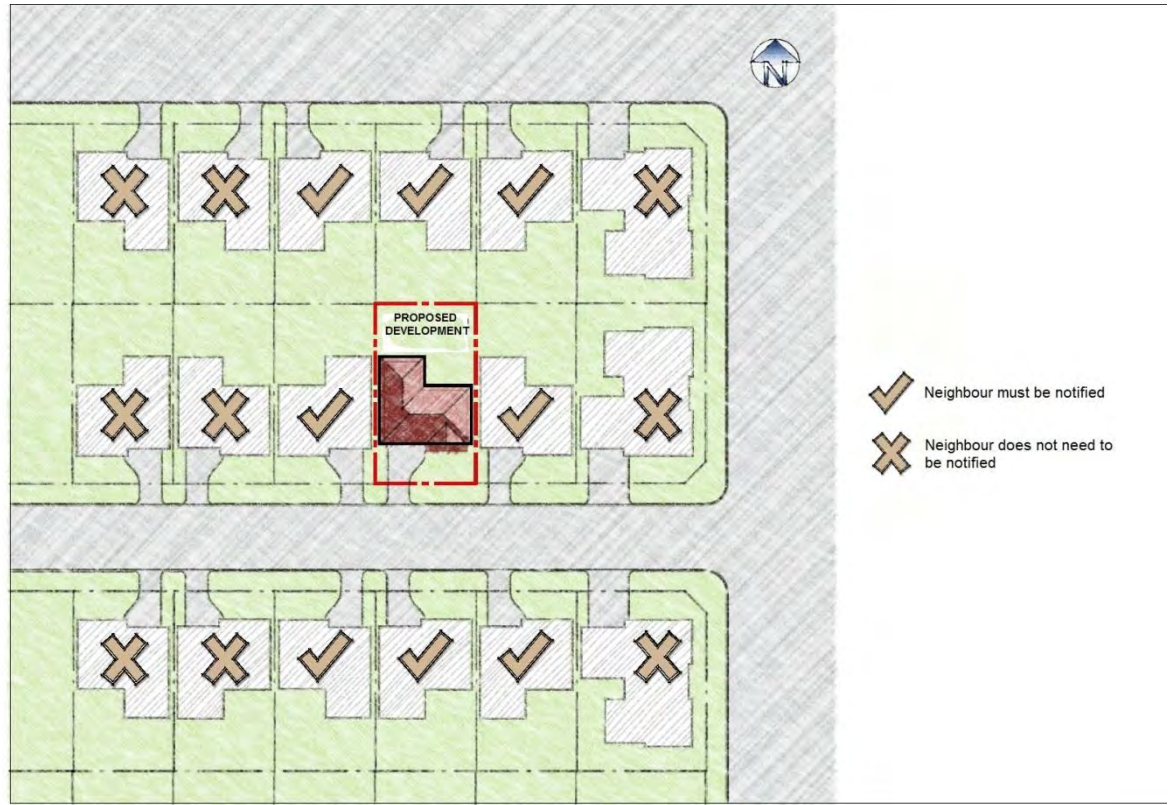 N
PROPOSED
DEVELOPMENT
Neighbour must be notified
Neighbour does not need to
be notified